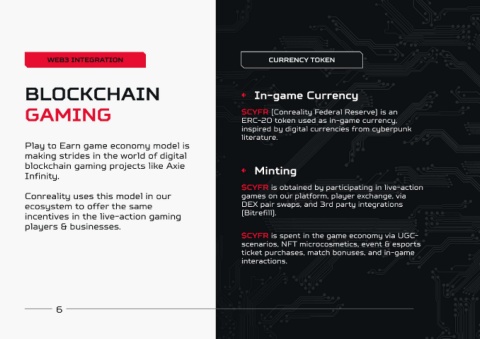 WEB3 INTEGRATION
BLOCKCHAIN
GAMING
Play to Earn game economy model is
making strides in the world of digital
blockchain gaming projects like Axie
Infinity.
Conreality uses this model in our
ecosystem to offer the same
incentives in the live-action gaming
players & businesses.
6
CURRENCY TOKEN
In-game Currency
SCYFR [Conreality Federal Reserve] is an
ERC-20 token used as in-game currency,
inspired by digital currencies from cyberpunk
literature.
Minting
SCYFR is obtained by participating in live-action
games on our platform, player exchange, via
DEX pair swaps, and 3rd party integrations
(Bitrefill).
SCYFR is spent in the game economy via UGC-
scenarios, NFT microcosmetics, event & esports
ticket purchases, match bonuses, and in-game
interactions.